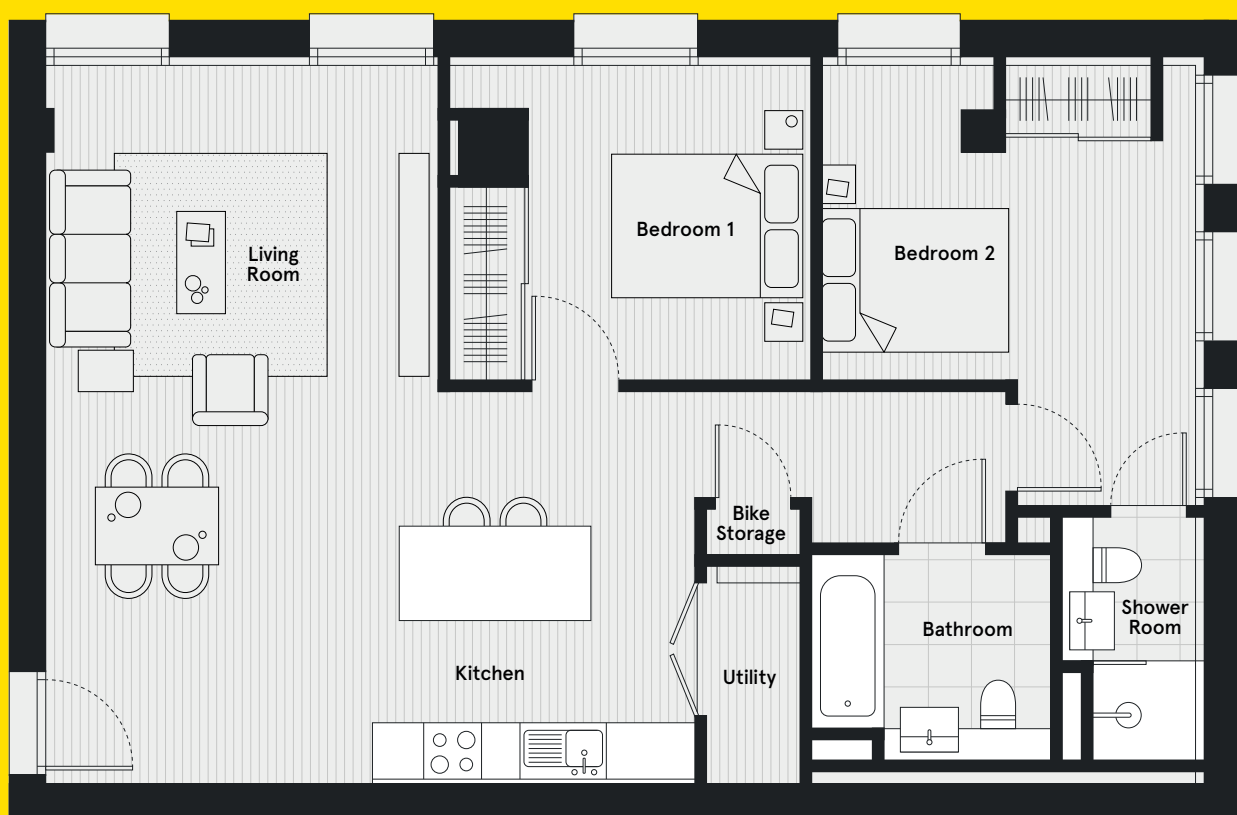 Living
Room
Bedroom 1
Bedroom 2
Bike
Storage
Kitchen
Utility
Bathroom
Shower
Room